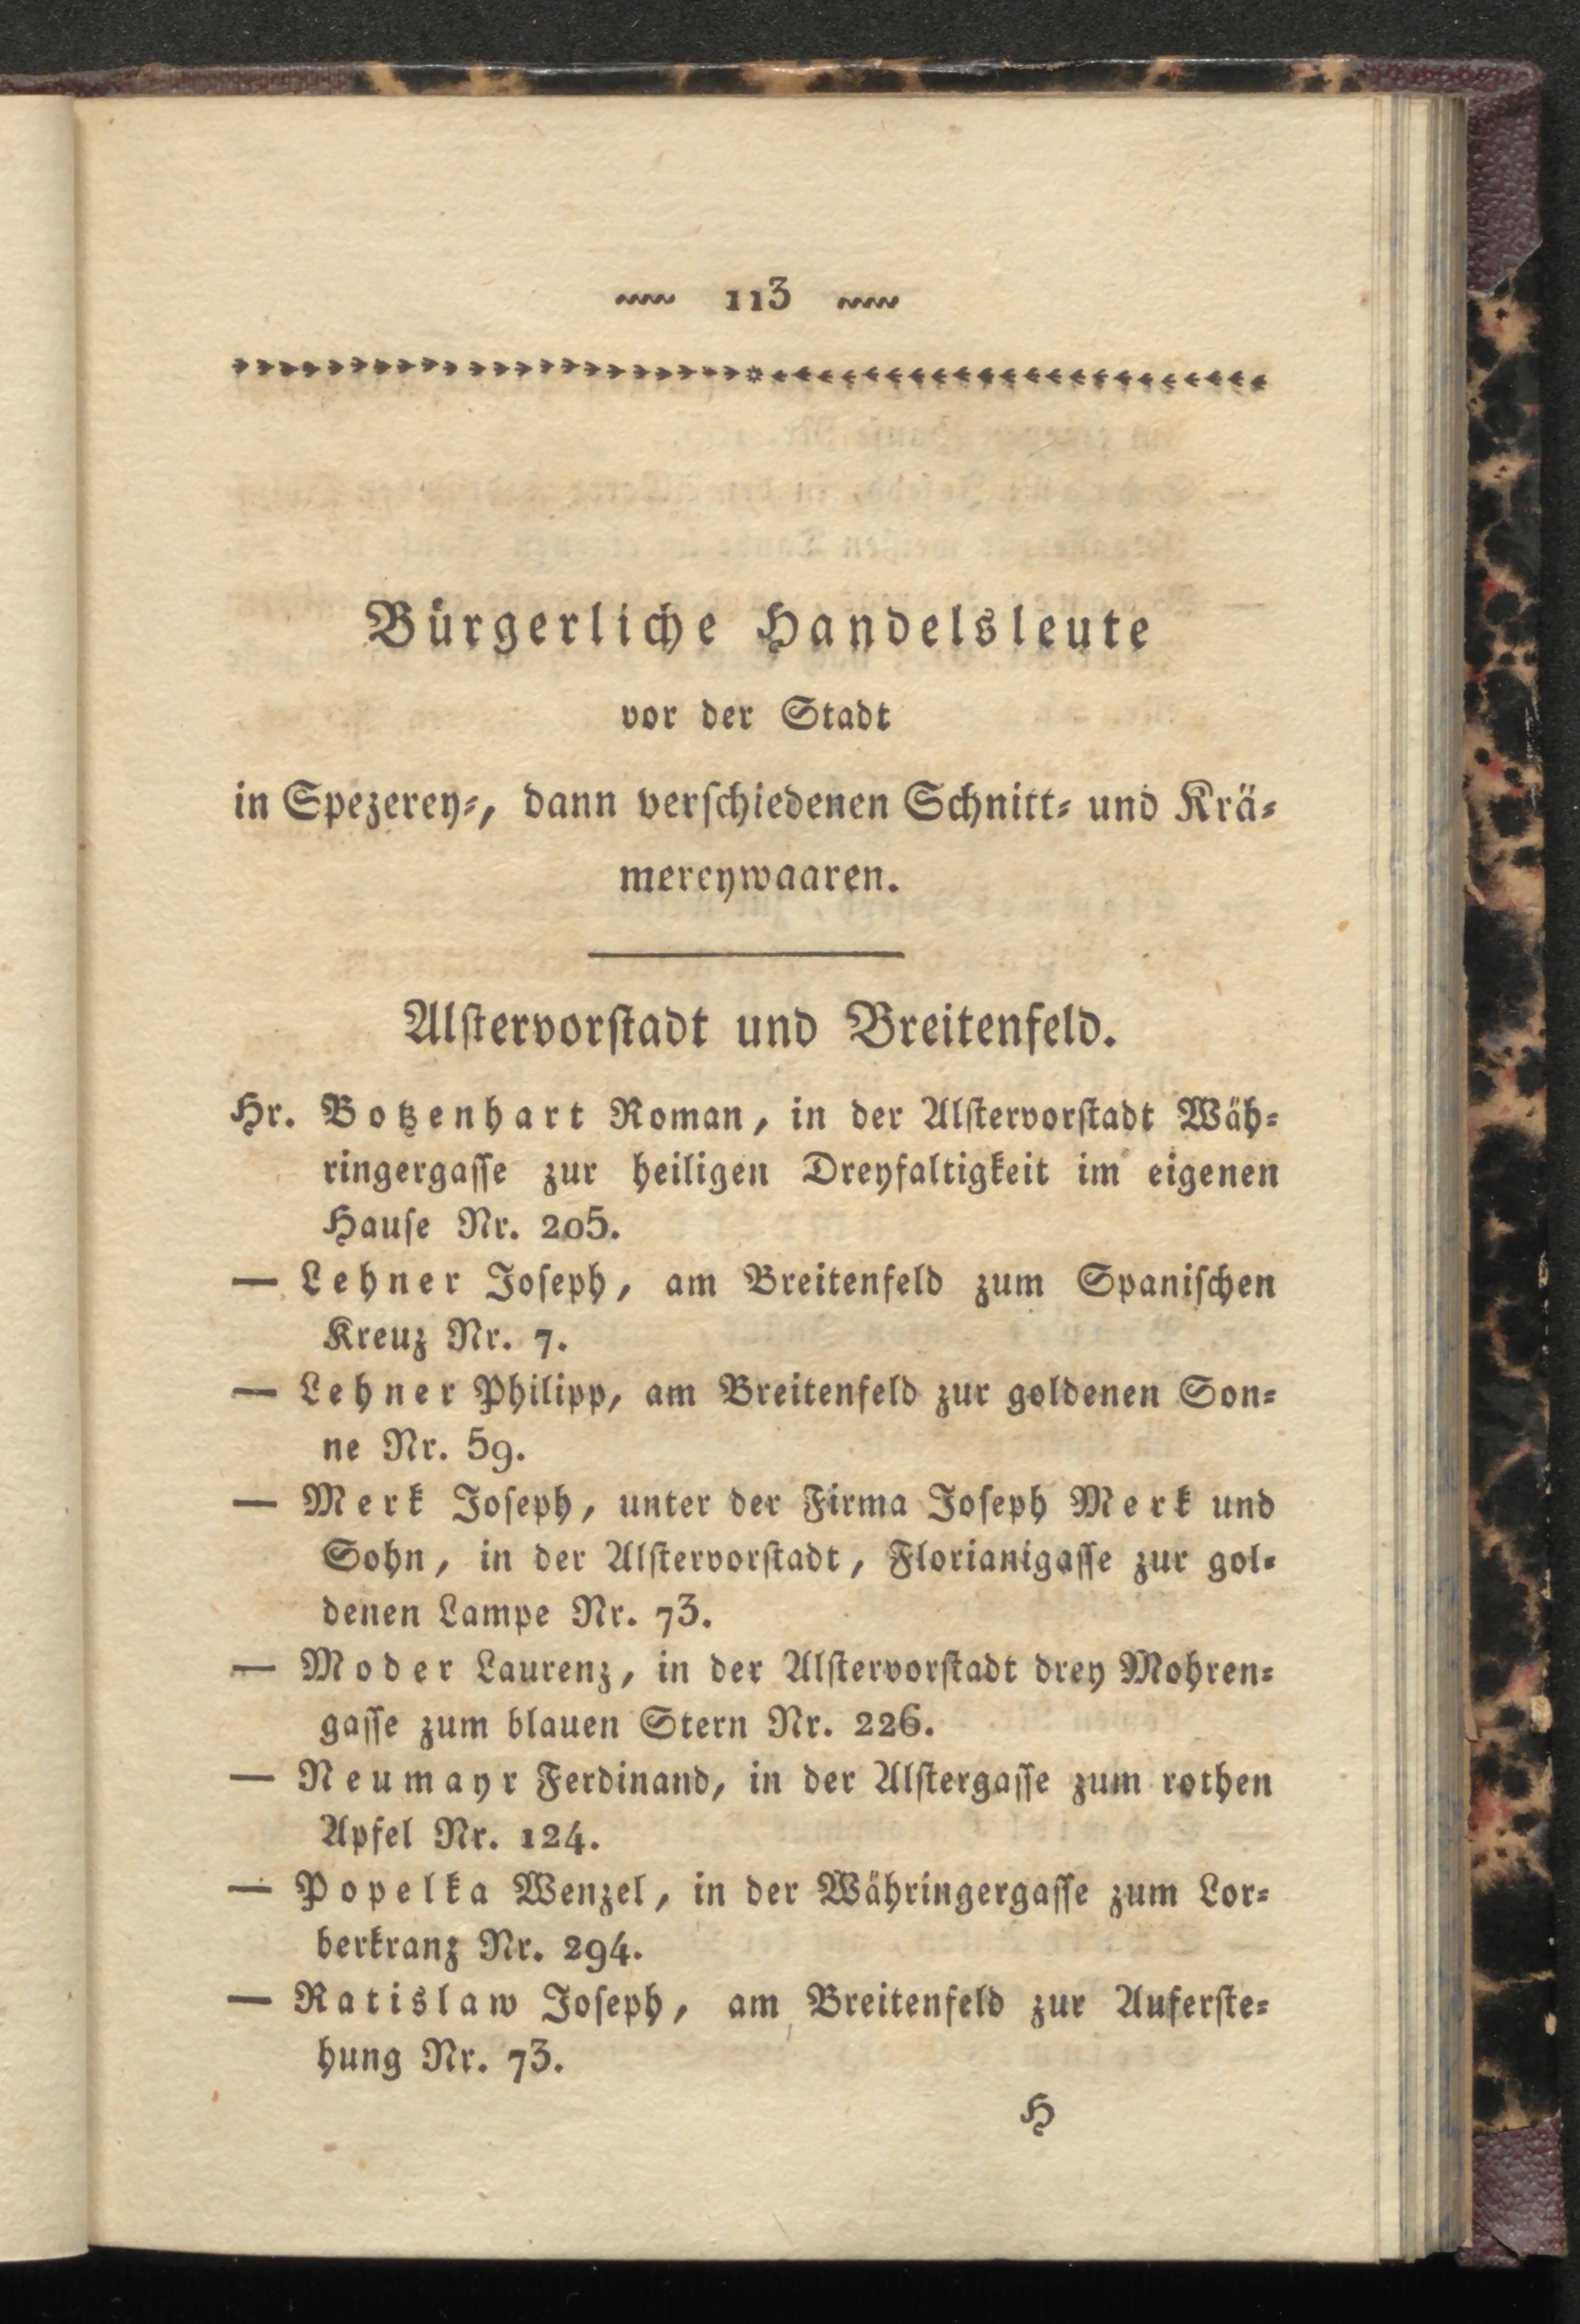 113
Bürgerliche Handelsleute
vor der Stadt
in Spezerey⸗, dann verſchiedenen Schnitt⸗ und Krä⸗
mereywaaren.
Alſtervorſtadt und Breitenfeld.
Hr. Botzenhart Roman, in der Alſtervorſtadt Wäh⸗
ringergaſſe zur heiligen Dreyfaltigkeit im eigenen
Hauſe Nr. 205.
— Lehner Joſeph, am Breitenfeld zum Spaniſchen
Kreuz Nr. 7.
— Lehner Philipp, am Breitenfeld zur goldenen Son⸗
ne Nr. 59.
— Merk Joſeph, unter der Firma Joſeph Merk und
Sohn, in der Alſtervorſtadt, Florianigaſſe zur gol⸗
denen Lampe Nr. 73.
— Moder Laurenz, in der Alſtervorſtadt drey Mohren⸗
gaſſe zum blauen Stern Nr. 226.
— Neumayr Ferdinand, in der Alſtergaſſe zum rothen
Apfel Nr. 124.
— Popelka Wenzel, in der Währingergaſſe zum Lor⸗
berkranz Nr. 294.
— Ratislaw Joſeph, am Breitenfeld zur Auferſte⸗
hung Nr. 73.
H